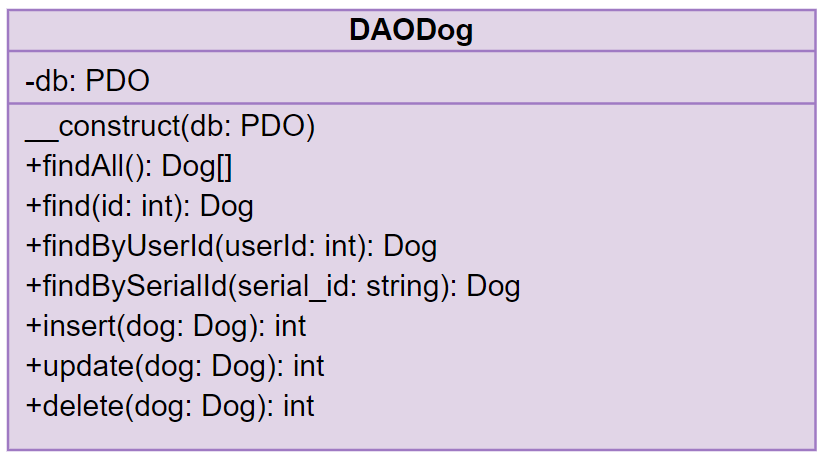 DAODog
-db: PDO
__construct(db: PDO)
+findAll(): Dog[]
+find(id: int): Dog
+findByUserId(userId: int): Dog
+findBySerialId(serial_id: string): Dog
+insert(dog: Dog): int
+update(dog: Dog): int
+delete(dog: Dog): int